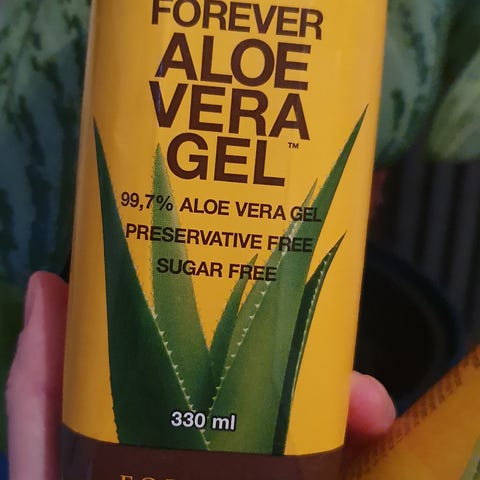 FOREVER
ALOE
VERA
GEL™
99,7% ALOE VERA GEL
PRESERVATIVE FREE
SUGAR FREE
330 ml